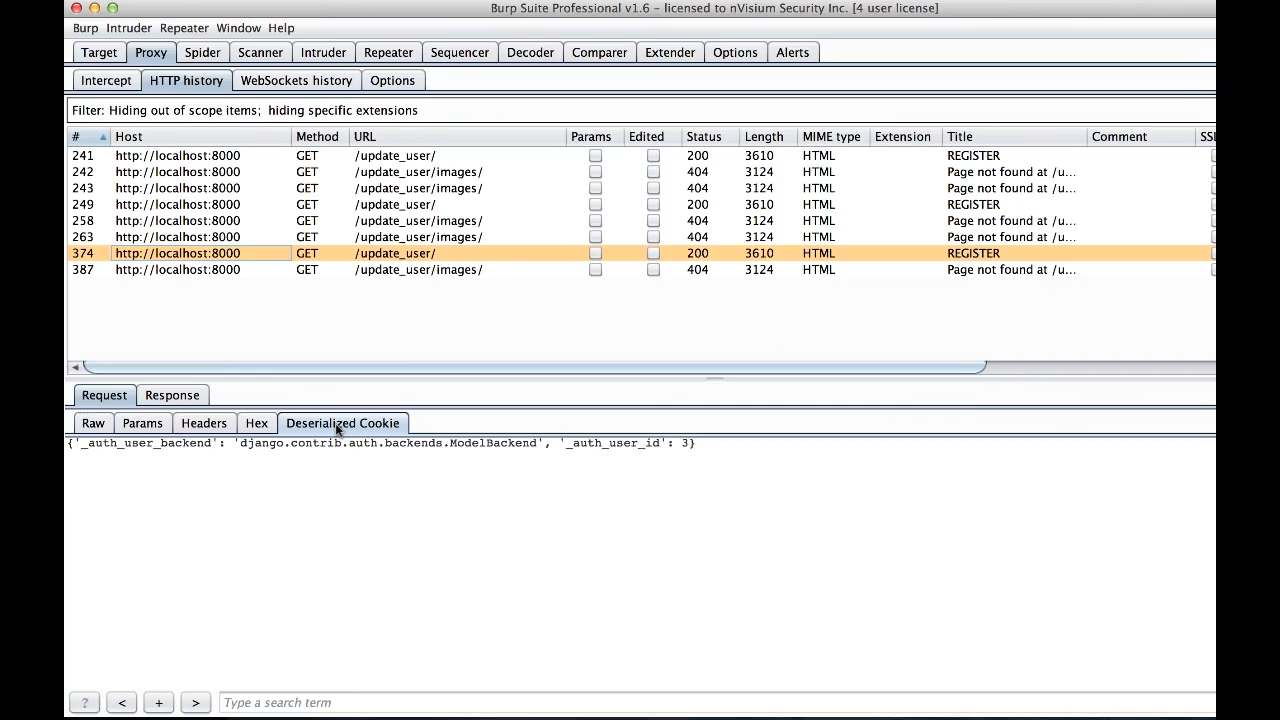 Burp Suite Professional v1.6 – licensed to nVisium Security Inc. [4 user license]
Burp Intruder Repeater Window Help
Target Proxy Spider Scanner Intruder Repeater Sequencer Decoder Comparer Extender Options Alerts
Intercept HTTP history WebSockets history Options
Filter: Hiding out of scope items; hiding specific extensions
# Host Method URL Params Edited Status Length MIME type Extension Title Comment SSL
241 http://localhost:8000 GET /update_user/ 200 3610 HTML REGISTER
242 http://localhost:8000 GET /update_user/images/ 404 3124 HTML Page not found at /u...
243 http://localhost:8000 GET /update_user/images/ 404 3124 HTML Page not found at /u...
249 http://localhost:8000 GET /update_user/ 200 3610 HTML REGISTER
258 http://localhost:8000 GET /update_user/images/ 404 3124 HTML Page not found at /u...
263 http://localhost:8000 GET /update_user/images/ 404 3124 HTML Page not found at /u...
374 http://localhost:8000 GET /update_user/ 200 3610 HTML REGISTER
387 http://localhost:8000 GET /update_user/images/ 404 3124 HTML Page not found at /u...
Request Response
Raw Params Headers Hex Deserialized Cookie
{'_auth_user_backend': 'django.contrib.auth.backends.ModelBackend', '_auth_user_id': 3}
? < + > Type a search term